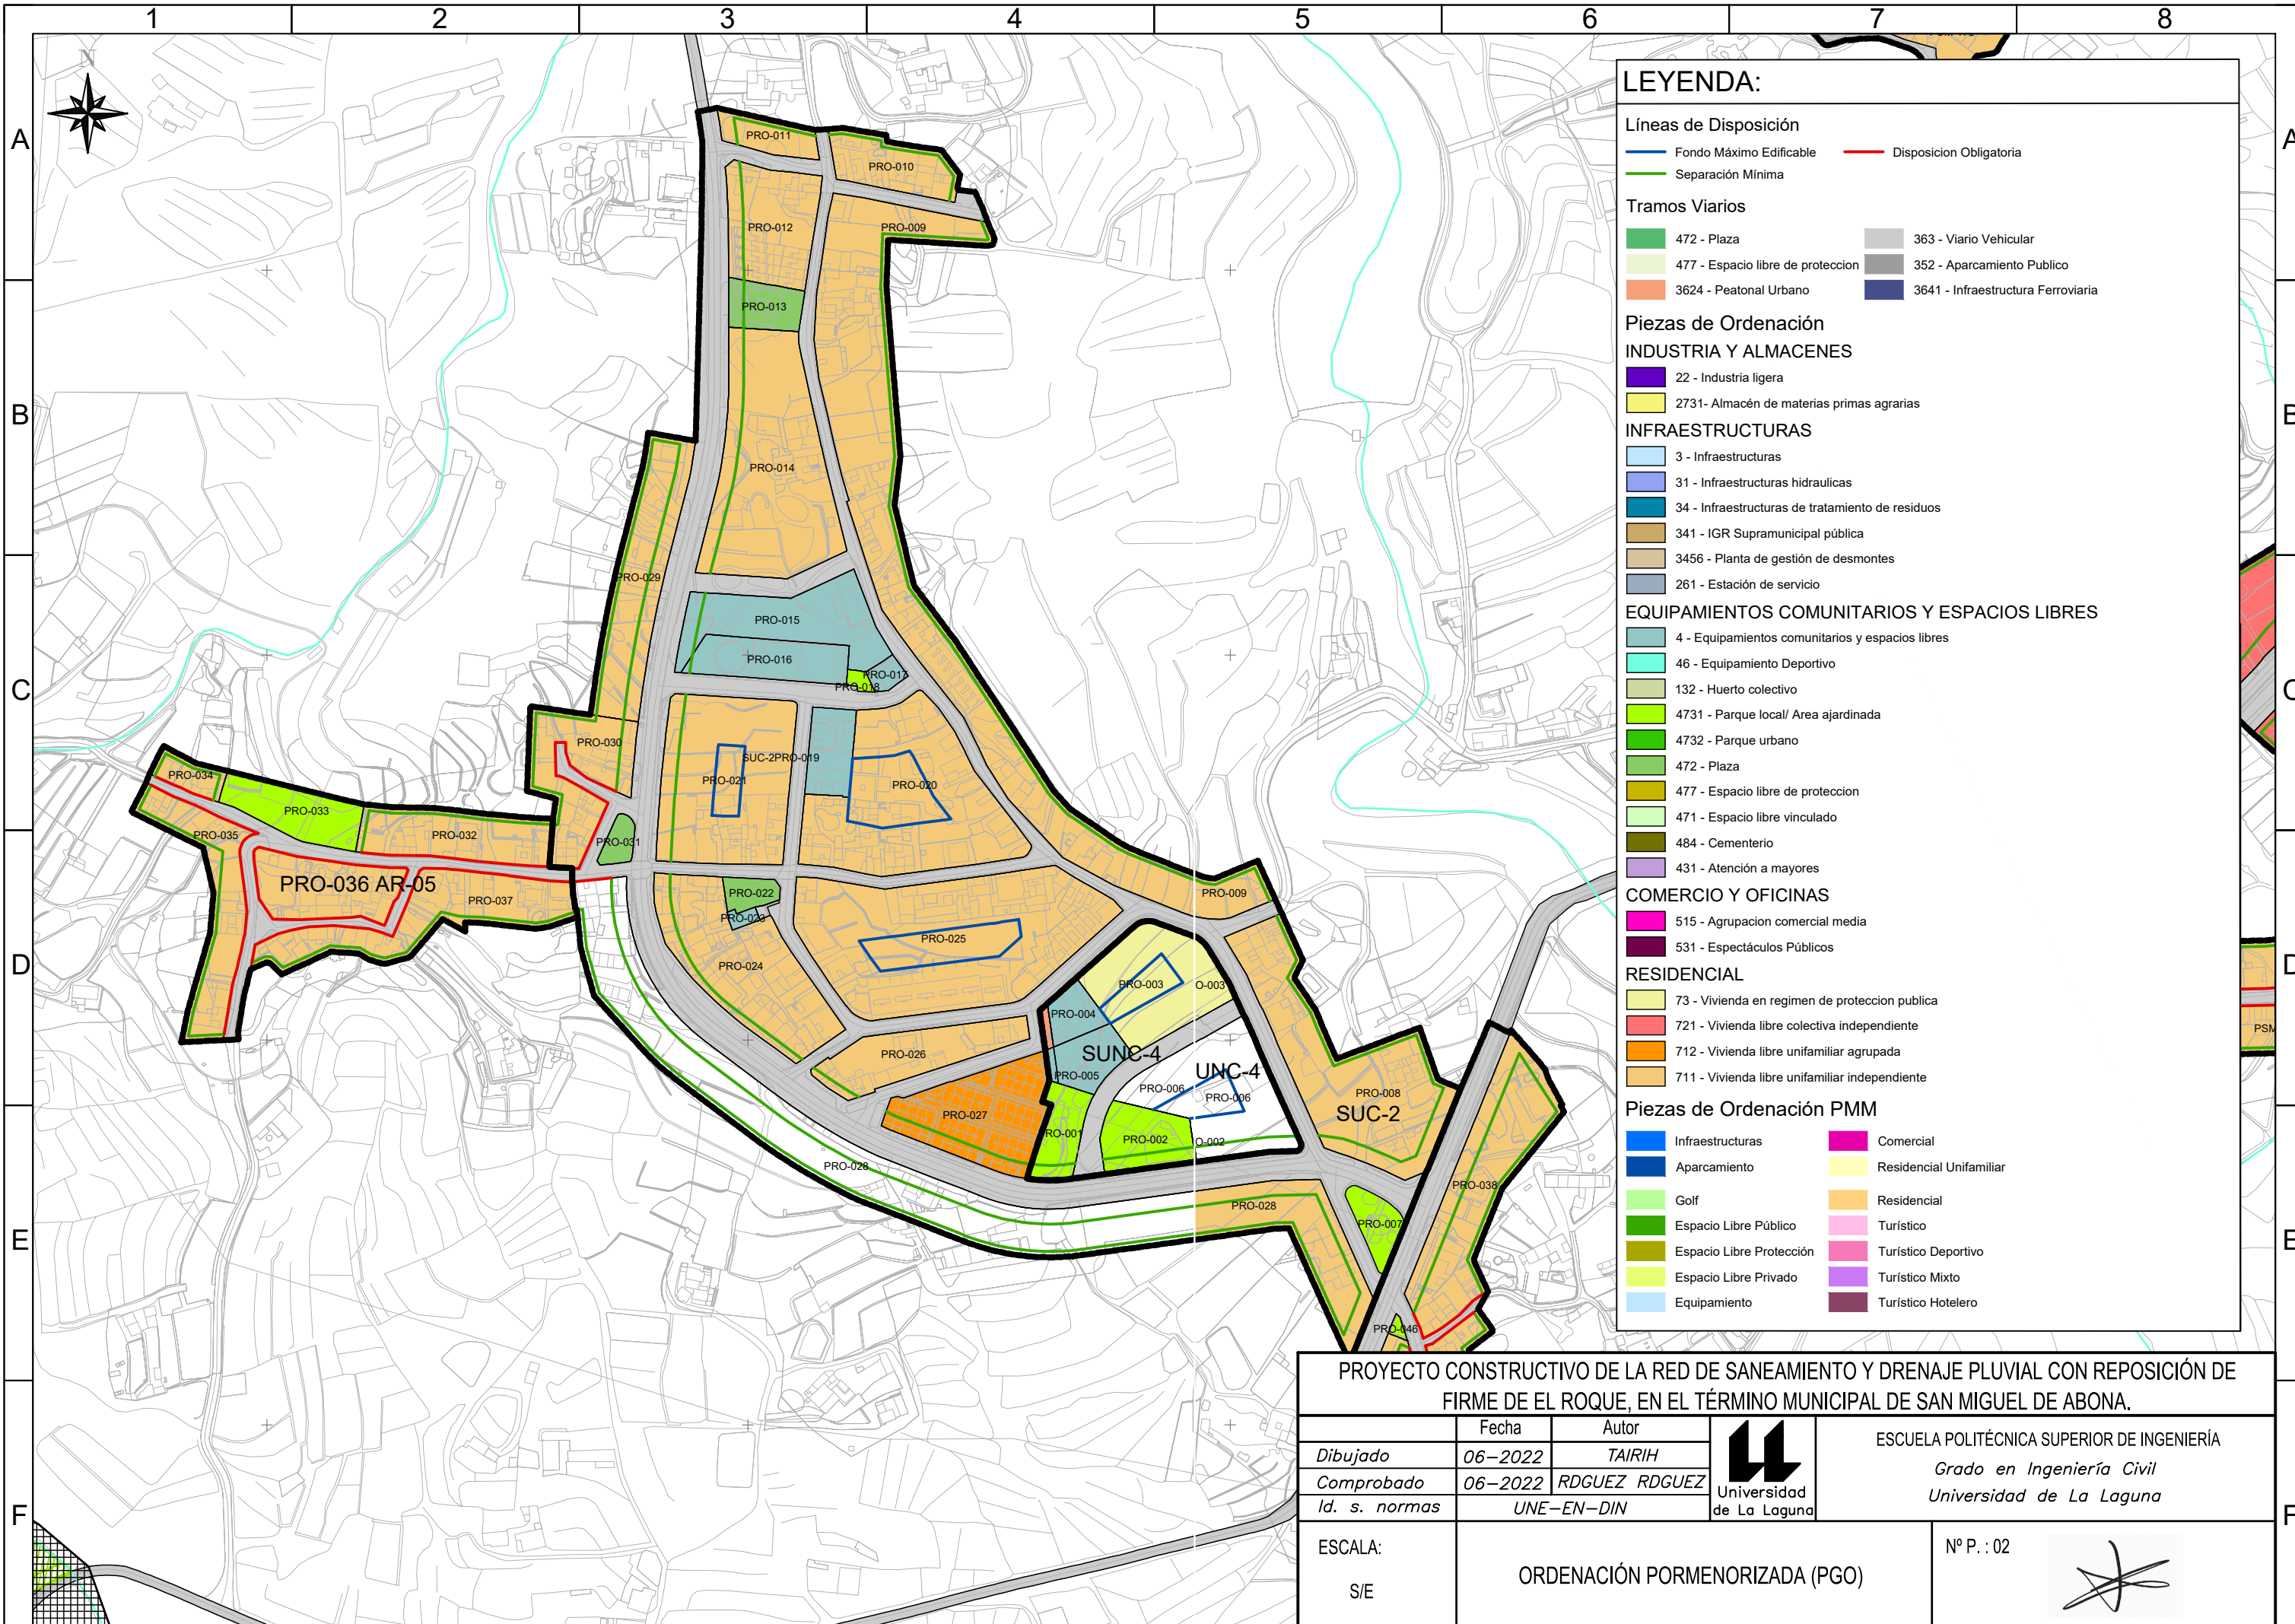 1 2 3 4 5 6 7 8
A A
B B
C C
D D
E E
F F
N
PRO-011
PRO-010
PRO-012
PRO-009
PRO-013
PRO-014
PRO-029
PRO-015
PRO-016
PRO-017
PRO-018
PRO-030
SUC-2PRO-019
PRO-021
PRO-020
PRO-034
PRO-033
PRO-035
PRO-032
PRO-031
PRO-036 AR-05
PRO-037
PRO-022
PRO-023
PRO-009
PRO-025
PRO-024
PRO-003
O-003
PRO-004
SUNC-4
PRO-026
PRO-005
UNC-4
PRO-006
PRO-006
PRO-008
SUC-2
PRO-027
RO-001
PRO-002
O-002
PRO-028
PRO-038
PRO-028
PRO-007
PRO-046
PSM
LEYENDA:
Líneas de Disposición
Fondo Máximo Edificable
Disposicion Obligatoria
Separación Mínima
Tramos Viarios
472 - Plaza
363 - Viario Vehicular
477 - Espacio libre de proteccion
352 - Aparcamiento Publico
3624 - Peatonal Urbano
3641 - Infraestructura Ferroviaria
Piezas de Ordenación
INDUSTRIA Y ALMACENES
22 - Industria ligera
2731- Almacén de materias primas agrarias
INFRAESTRUCTURAS
3 - Infraestructuras
31 - Infraestructuras hidraulicas
34 - Infraestructuras de tratamiento de residuos
341 - IGR Supramunicipal pública
3456 - Planta de gestión de desmontes
261 - Estación de servicio
EQUIPAMIENTOS COMUNITARIOS Y ESPACIOS LIBRES
4 - Equipamientos comunitarios y espacios libres
46 - Equipamiento Deportivo
132 - Huerto colectivo
4731 - Parque local/ Area ajardinada
4732 - Parque urbano
472 - Plaza
477 - Espacio libre de proteccion
471 - Espacio libre vinculado
484 - Cementerio
431 - Atención a mayores
COMERCIO Y OFICINAS
515 - Agrupacion comercial media
531 - Espectáculos Públicos
RESIDENCIAL
73 - Vivienda en regimen de proteccion publica
721 - Vivienda libre colectiva independiente
712 - Vivienda libre unifamiliar agrupada
711 - Vivienda libre unifamiliar independiente
Piezas de Ordenación PMM
Infraestructuras
Comercial
Aparcamiento
Residencial Unifamiliar
Golf
Residencial
Espacio Libre Público
Turístico
Espacio Libre Protección
Turístico Deportivo
Espacio Libre Privado
Turístico Mixto
Equipamiento
Turístico Hotelero
PROYECTO CONSTRUCTIVO DE LA RED DE SANEAMIENTO Y DRENAJE PLUVIAL CON REPOSICIÓN DE
FIRME DE EL ROQUE, EN EL TÉRMINO MUNICIPAL DE SAN MIGUEL DE ABONA.
Fecha Autor
Dibujado 06-2022 TAIRIH
Comprobado 06-2022 RDGUEZ RDGUEZ
Id. s. normas UNE-EN-DIN
Universidad
de La Laguna
ESCUELA POLITÉCNICA SUPERIOR DE INGENIERÍA
Grado en Ingeniería Civil
Universidad de La Laguna
ESCALA:
S/E
ORDENACIÓN PORMENORIZADA (PGO)
Nº P. : 02